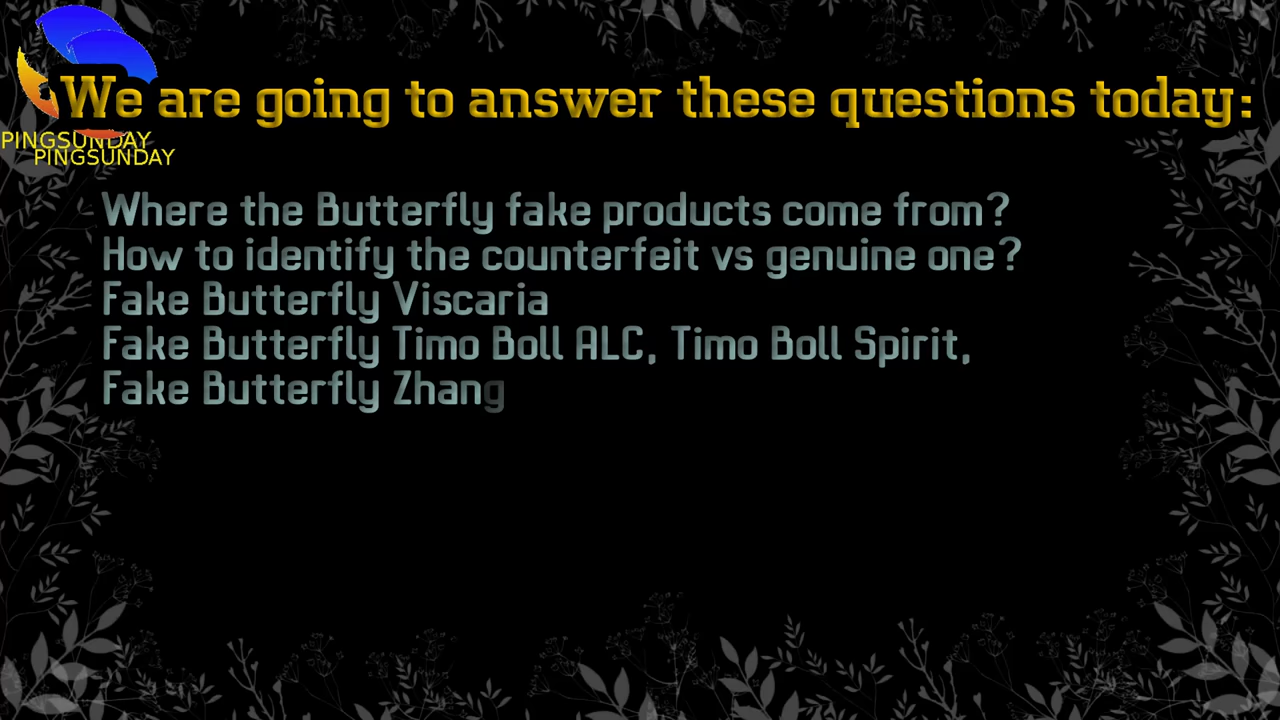 We are going to answer these questions today:
PINGSUNDAY
PINGSUNDAY
Where the Butterfly fake products come from?
How to identify the counterfeit vs genuine one?
Fake Butterfly Viscaria
Fake Butterfly Timo Boll ALC, Timo Boll Spirit,
Fake Butterfly Zhang